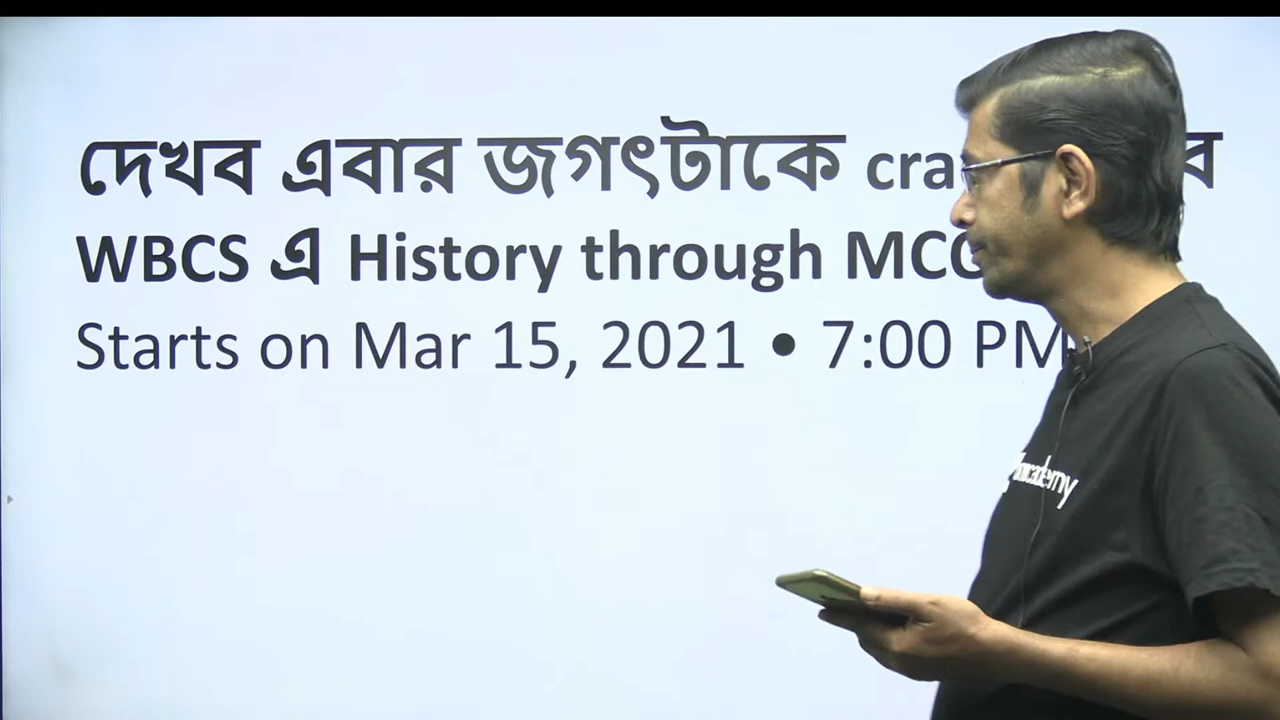 দেখব এবার জগৎটাকে
WBCS এ History through
Starts on Mar 15, 2021 • 7:00 PM